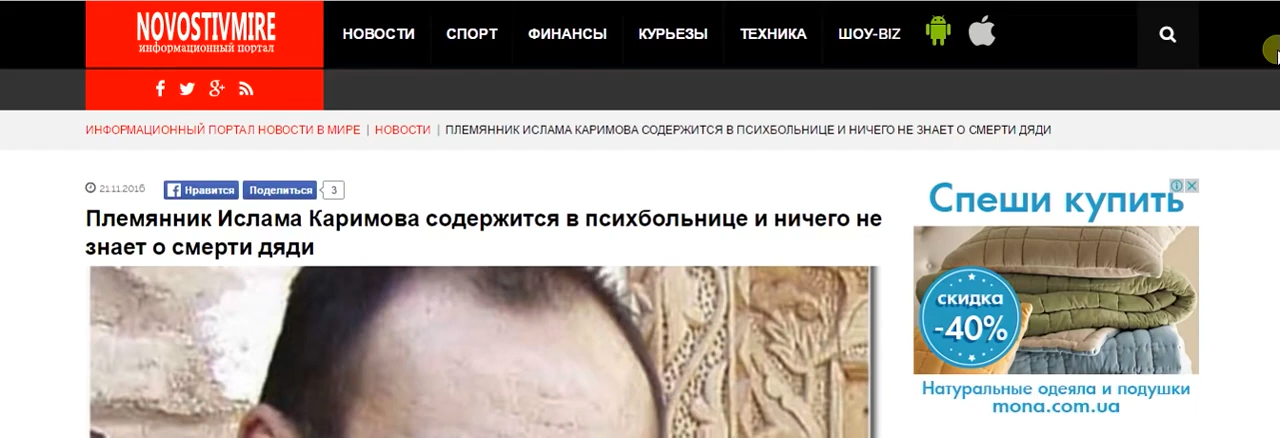 NOVOSTIVMIRE
информационный портал
НОВОСТИ СПОРТ ФИНАНСЫ КУРЬЕЗЫ ТЕХНИКА ШОУ-BIZ
ИНФОРМАЦИОННЫЙ ПОРТАЛ НОВОСТИ В МИРЕ | НОВОСТИ | ПЛЕМЯННИК ИСЛАМА КАРИМОВА СОДЕРЖИТСЯ В ПСИХБОЛЬНИЦЕ И НИЧЕГО НЕ ЗНАЕТ О СМЕРТИ ДЯДИ
21.11.2016 Нравится Поделиться 3
Племянник Ислама Каримова содержится в психбольнице и ничего не
знает о смерти дяди
Спеши купить
скидка
-40%
Натуральные одеяла и подушки
mona.com.ua